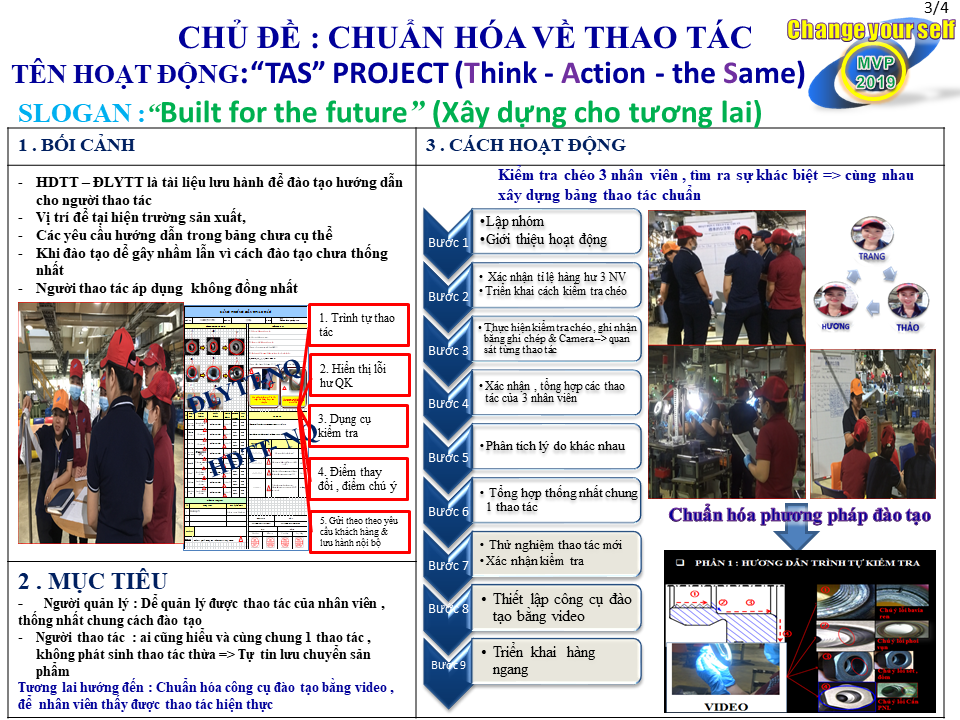 3/4
CHỦ ĐỀ : CHUẨN HÓA VỀ THAO TÁC
Change your self
MVP
2019
TÊN HOẠT ĐỘNG:“TAS” PROJECT (Think - Action - the Same)
SLOGAN :“Built for the future” (Xây dựng cho tương lai)
1 . BỐI CẢNH
- HDTT – ĐLYTT là tài liệu lưu hành để đào tạo hướng dẫn
cho người thao tác
- Vị trí để tại hiện trường sản xuất,
- Các yêu cầu hướng dẫn trong bảng chưa cụ thể
- Khi đào tạo dể gây nhầm lẫn vì cách đào tạo chưa thống
nhất
- Người thao tác áp dụng không đồng nhất
ĐLYTT NQ
HDTT- NQ
1. Trình tự thao
tác
2. Hiển thị lỗi
hư QK
3. Dụng cụ
kiểm tra
4. Điểm thay
đổi , điểm chú ý
5. Gửi theo theo yêu
cầu khách hàng &
lưu hành nội bộ
2 . MỤC TIÊU
- Người quản lý : Dể quản lý được thao tác của nhân viên ,
thống nhất chung cách đào tạo
- Người thao tác : ai cũng hiểu và cùng chung 1 thao tác ,
không phát sinh thao tác thừa => Tự tin lưu chuyển sản
phẩm
Tương lai hướng đến : Chuẩn hóa công cụ đào tạo bằng video ,
để nhân viên thấy được thao tác hiện thực
3 . CÁCH HOẠT ĐỘNG
Kiểm tra chéo 3 nhân viên , tìm ra sự khác biệt => cùng nhau
xây dựng bảng thao tác chuẩn
Bước 1
•Lập nhóm
•Giới thiệu hoạt động
Bước 2
• Xác nhận tỉ lệ hàng hư 3 NV
• Triển khai cách kiểm tra chéo
Bước 3
• Thực hiện kiểm tra chéo , ghi nhận
bằng ghi chép & Camera--> quan
sát từng thao tác
Bước 4
• Xác nhận , tổng hợp các thao
tác của 3 nhân viên
Bước 5
• Phân tích lý do khác nhau
Bước 6
• Tổng hợp thống nhất chung
1 thao tác
Bước 7
• Thử nghiệm thao tác mới
• Xác nhận kiểm tra
Bước 8
• Thiết lập công cụ đào
tạo bằng video
Bước 9
• Triển khai hàng
ngang
TRANG
HƯƠNG
THẢO
Chuẩn hóa phương pháp đào tạo
❑ PHẦN 1 : HƯỚNG DẪN TRÌNH TỰ KIỂM TRA
VIDEO